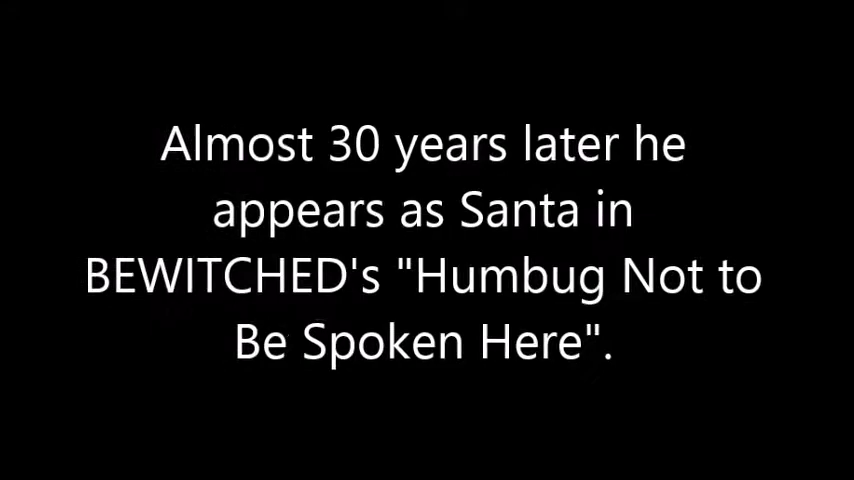 Almost 30 years later he
appears as Santa in
BEWITCHED's "Humbug Not to
Be Spoken Here".